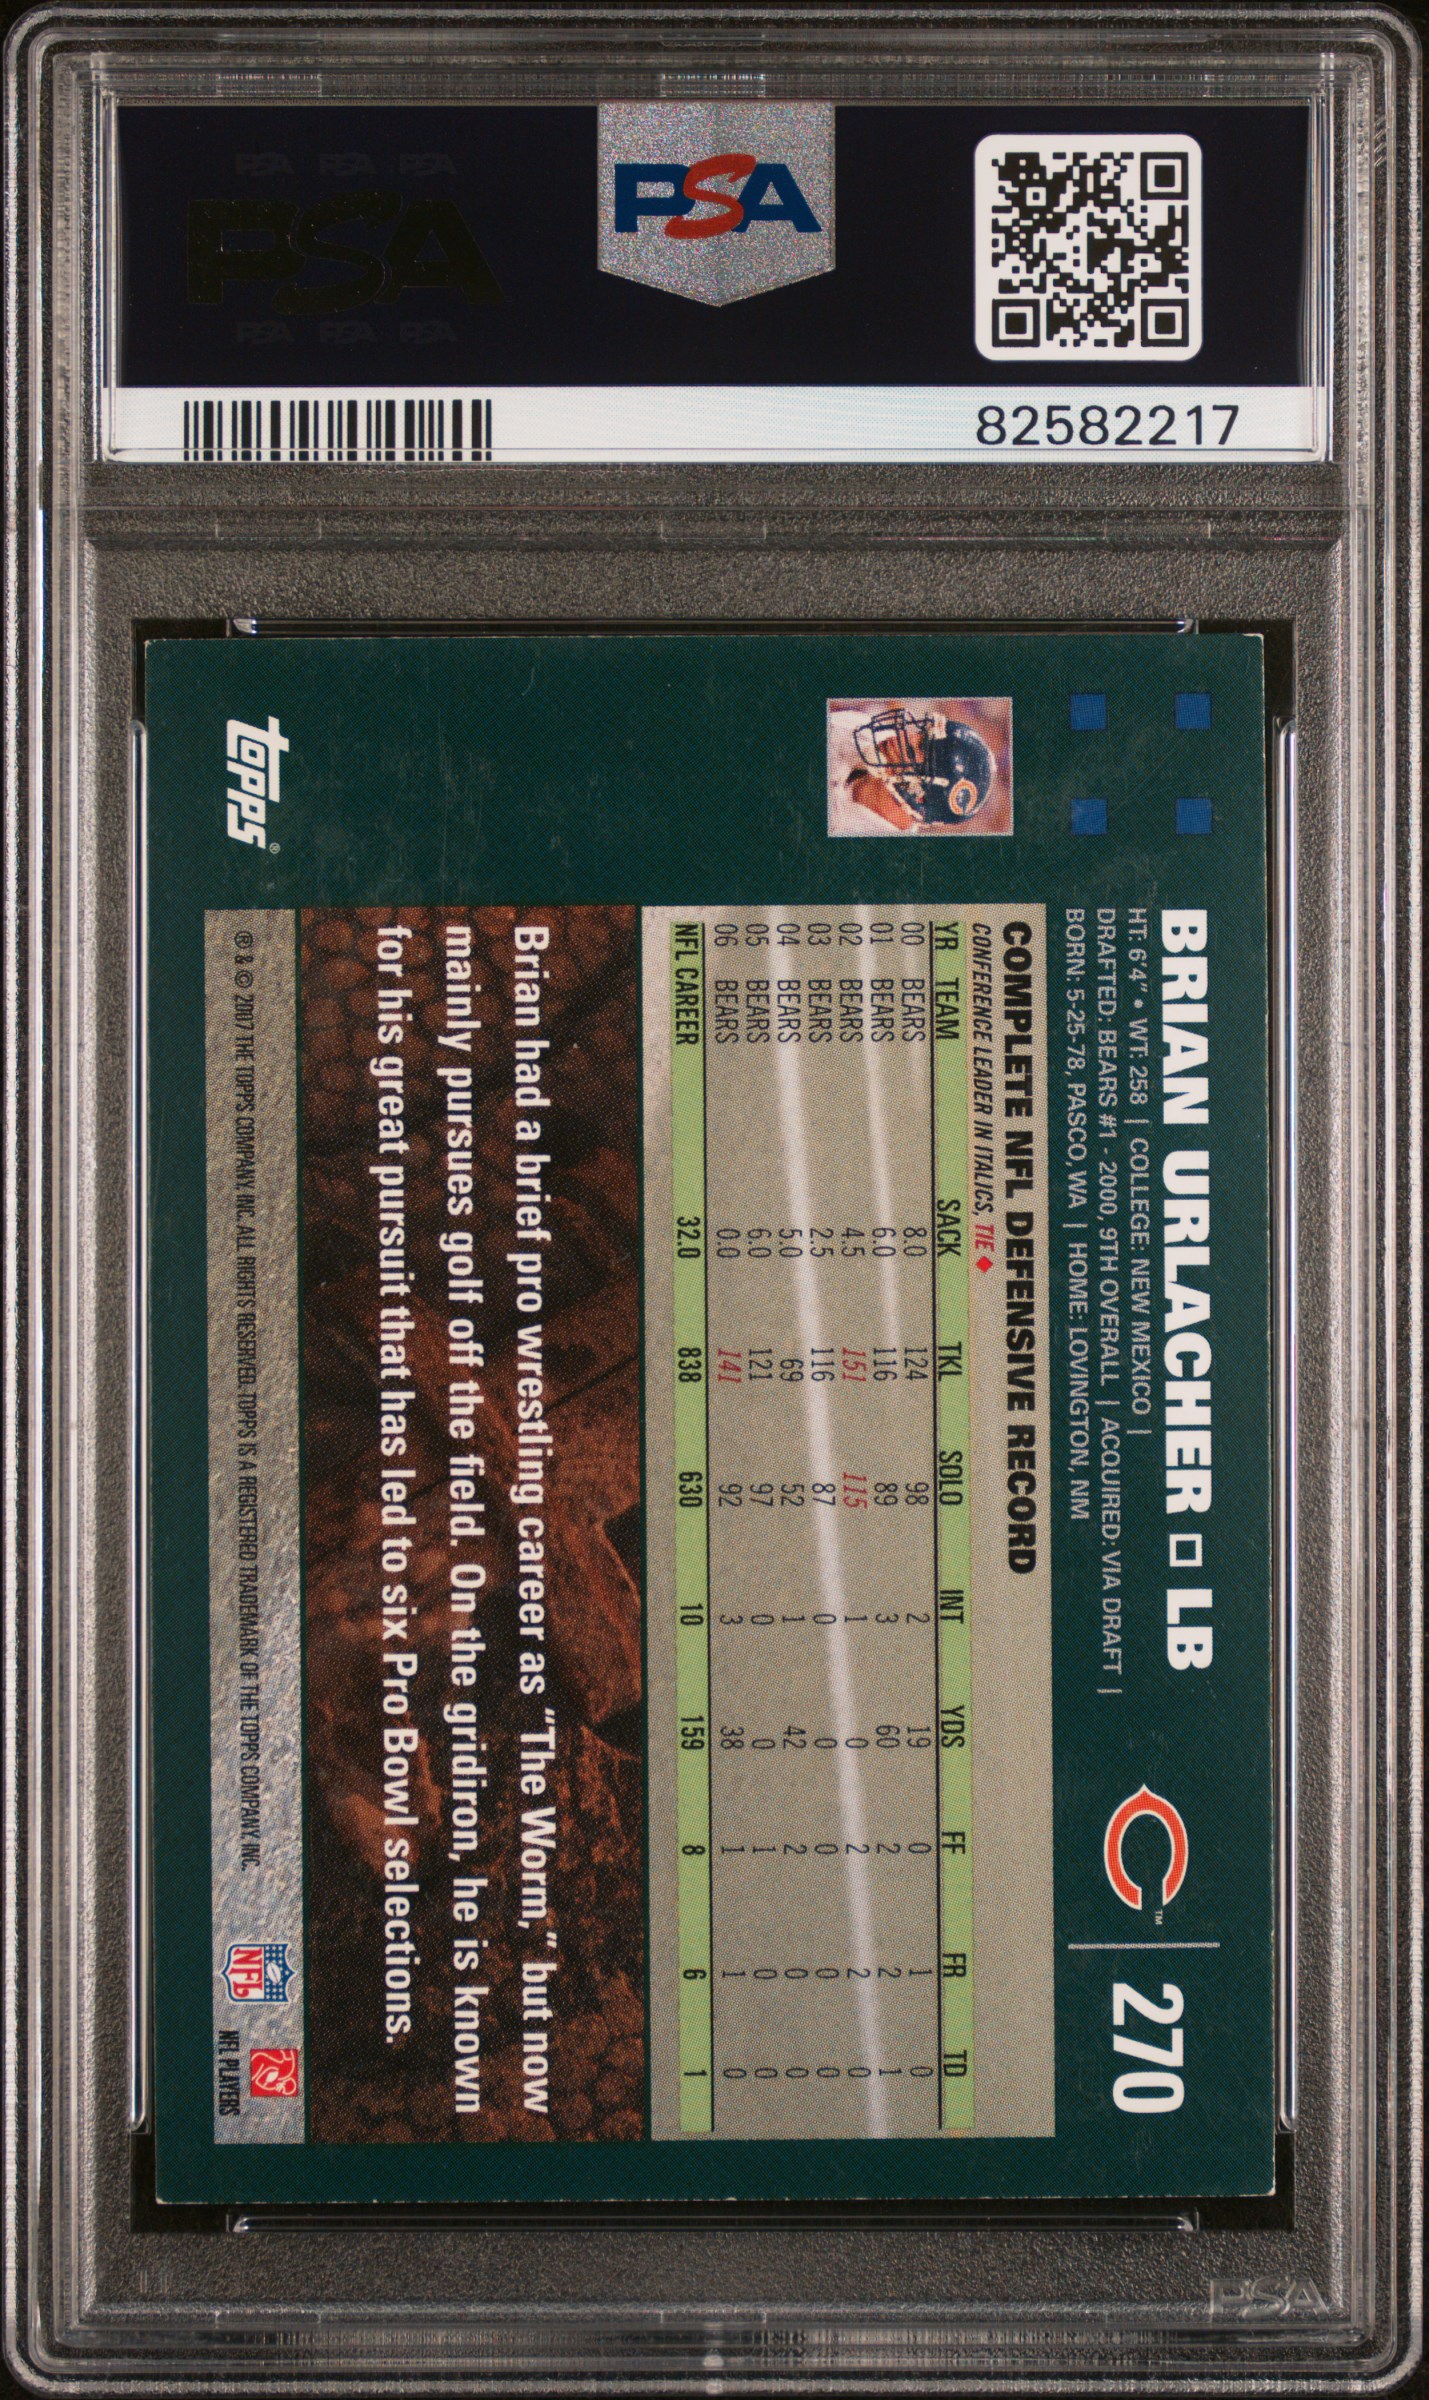 PSA PSA PSA
PSA
PSA PSA PSA
PSA
82582217
BRIAN URLACHER □ LB
HT: 6'4" • WT: 258 | COLLEGE: NEW MEXICO |
DRAFTED: BEARS #1 - 2000, 9TH OVERALL | ACQUIRED: VIA DRAFT |
BORN: 5-25-78, PASCO, WA | HOME: LOVINGTON, NM
C™
270
COMPLETE NFL DEFENSIVE RECORD
CONFERENCE LEADER IN ITALICS, TIE ◆
YR TEAM SACK TKL SOLO INT YDS FF FR TD
00 BEARS 8.0 124 98 2 19 0 1 0
01 BEARS 6.0 116 89 3 60 2 2 1
02 BEARS 4.5 151 115 1 0 2 2 0
03 BEARS 2.5 116 87 0 0 0 0 0
04 BEARS 5.0 69 52 1 42 2 0 0
05 BEARS 6.0 121 97 0 0 1 0 0
06 BEARS 0.0 141 92 3 38 1 1 0
NFL CAREER 32.0 838 630 10 159 8 6 1
Brian had a brief pro wrestling career as "The Worm," but now
mainly pursues golf off the field. On the gridiron, he is known
for his great pursuit that has led to six Pro Bowl selections.
topps®
® & © 2007 THE TOPPS COMPANY, INC. ALL RIGHTS RESERVED. TOPPS IS A REGISTERED TRADEMARK OF THE TOPPS COMPANY, INC.
NFL
NFL PLAYERS
PSA